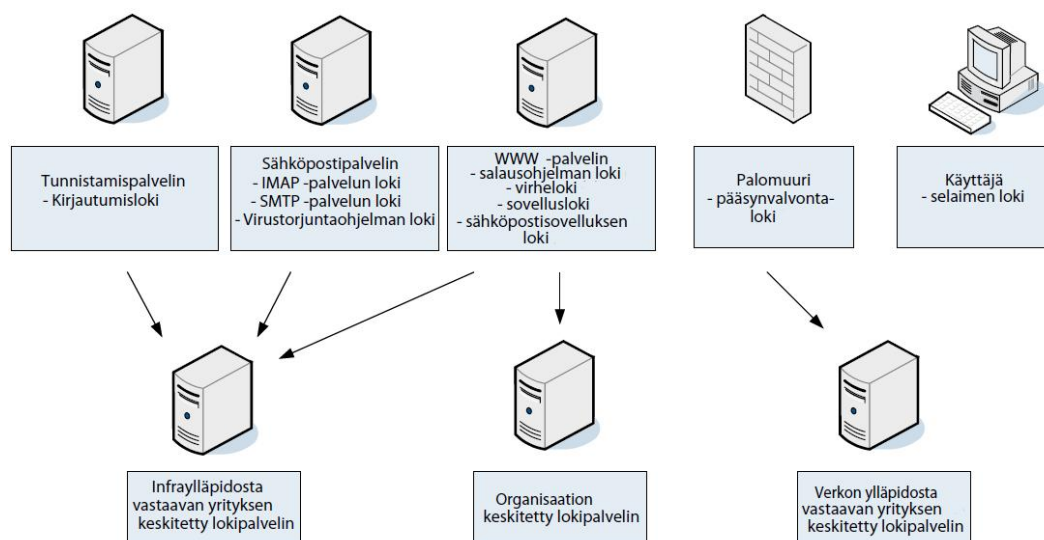 Tunnistamispalvelin
- Kirjautumisloki
Sähköpostipalvelin
- IMAP -palvelun loki
- SMTP -palvelun loki
- Virustorjuntaohjelman loki
WWW -palvelin
- salausohjelman loki
- virheloki
- sovellusloki
- sähköpostisovelluksen
loki
Palomuuri
- pääsynvalvonta-
loki
Käyttäjä
- selaimen loki
Infraylläpidosta
vastaavan yrityksen
keskitetty lokipalvelin
Organisaation
keskitetty lokipalvelin
Verkon ylläpidosta
vastaavan yrityksen
keskitetty lokipalvelin